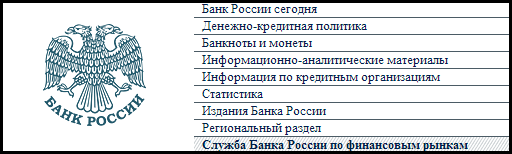 БАНК РОССИИ
Банк России сегодня
Денежно-кредитная политика
Банкноты и монеты
Информационно-аналитические материалы
Информация по кредитным организациям
Статистика
Издания Банка России
Региональный раздел
Служба Банка России по финансовым рынкам